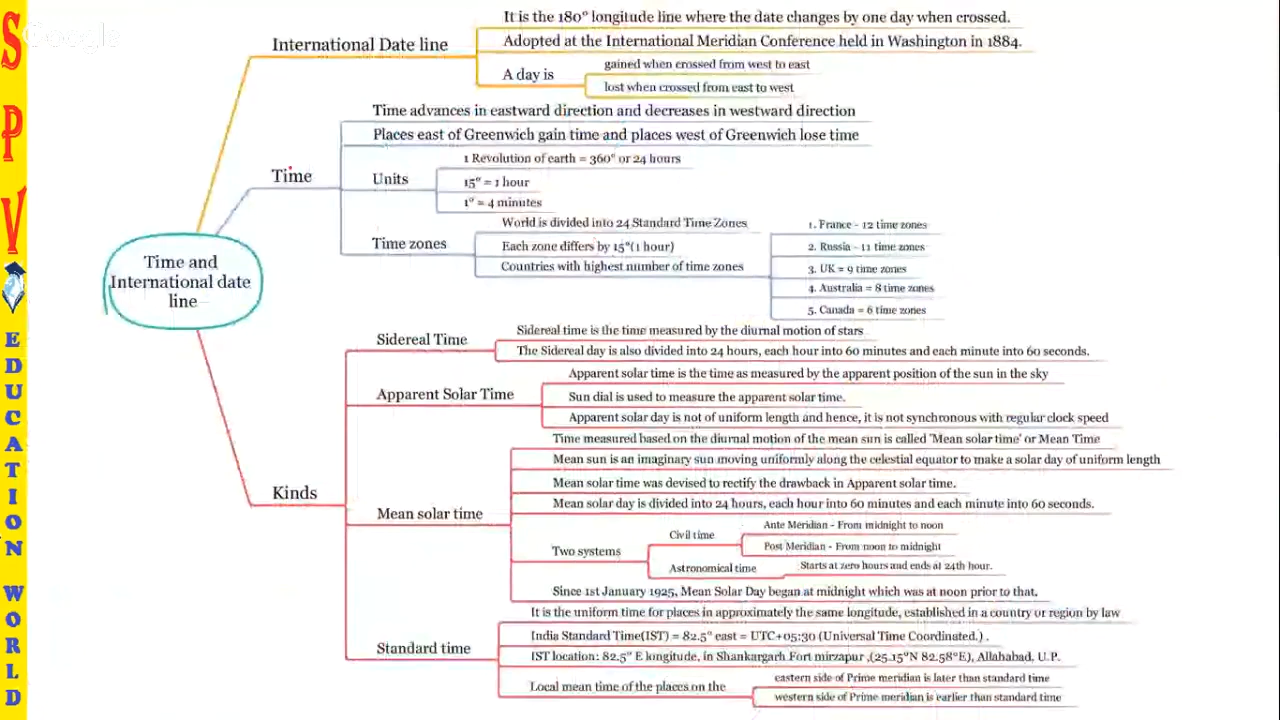 S
P
V
EDUCATION WORLD
Google
It is the 180° longitude line where the date changes by one day when crossed.
International Date line
Adopted at the International Meridian Conference held in Washington in 1884.
A day is
gained when crossed from west to east
lost when crossed from east to west
Time advances in eastward direction and decreases in westward direction
Places east of Greenwich gain time and places west of Greenwich lose time
Time
Units
1 Revolution of earth = 360° or 24 hours
15° = 1 hour
1° = 4 minutes
Time zones
World is divided into 24 Standard Time Zones
Each zone differs by 15°(1 hour)
Countries with highest number of time zones
1. France - 12 time zones
2. Russia - 11 time zones
3. UK = 9 time zones
4. Australia = 8 time zones
5. Canada = 6 time zones
Time and
International date
line
Sidereal Time
Sidereal time is the time measured by the diurnal motion of stars
The Sidereal day is also divided into 24 hours, each hour into 60 minutes and each minute into 60 seconds.
Apparent Solar Time
Apparent solar time is the time as measured by the apparent position of the sun in the sky
Sun dial is used to measure the apparent solar time.
Apparent solar day is not of uniform length and hence, it is not synchronous with regular clock speed
Kinds
Mean solar time
Time measured based on the diurnal motion of the mean sun is called 'Mean solar time' or Mean Time
Mean sun is an imaginary sun moving uniformly along the celestial equator to make a solar day of uniform length
Mean solar time was devised to rectify the drawback in Apparent solar time.
Mean solar day is divided into 24 hours, each hour into 60 minutes and each minute into 60 seconds.
Two systems
Civil time
Ante Meridian - From midnight to noon
Post Meridian - From noon to midnight
Astronomical time
Starts at zero hours and ends at 24th hour.
Since 1st January 1925, Mean Solar Day began at midnight which was at noon prior to that.
Standard time
It is the uniform time for places in approximately the same longitude, established in a country or region by law
India Standard Time(IST) = 82.5° east = UTC+05:30 (Universal Time Coordinated.) .
IST location: 82.5° E longitude, in Shankargarh Fort mirzapur ,(25.15°N 82.58°E), Allahabad, U.P.
Local mean time of the places on the
eastern side of Prime meridian is later than standard time
western side of Prime meridian is earlier than standard time